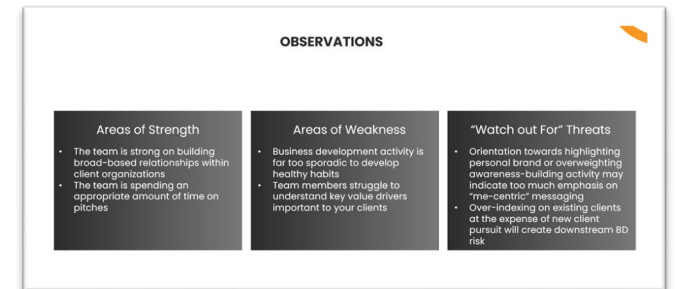 OBSERVATIONS
Areas of Strength
• The team is strong on building
broad-based relationships within
client organizations
• The team is spending an
appropriate amount of time on
pitches
Areas of Weakness
• Business development activity is
far too sporadic to develop
healthy habits
• Team members struggle to
understand key value drivers
important to your clients
“Watch out For” Threats
• Orientation towards highlighting
personal brand or overweighting
awareness-building activity may
indicate too much emphasis on
“me-centric” messaging
• Over-indexing on existing clients
at the expense of new client
pursuit will create downstream BD
risk